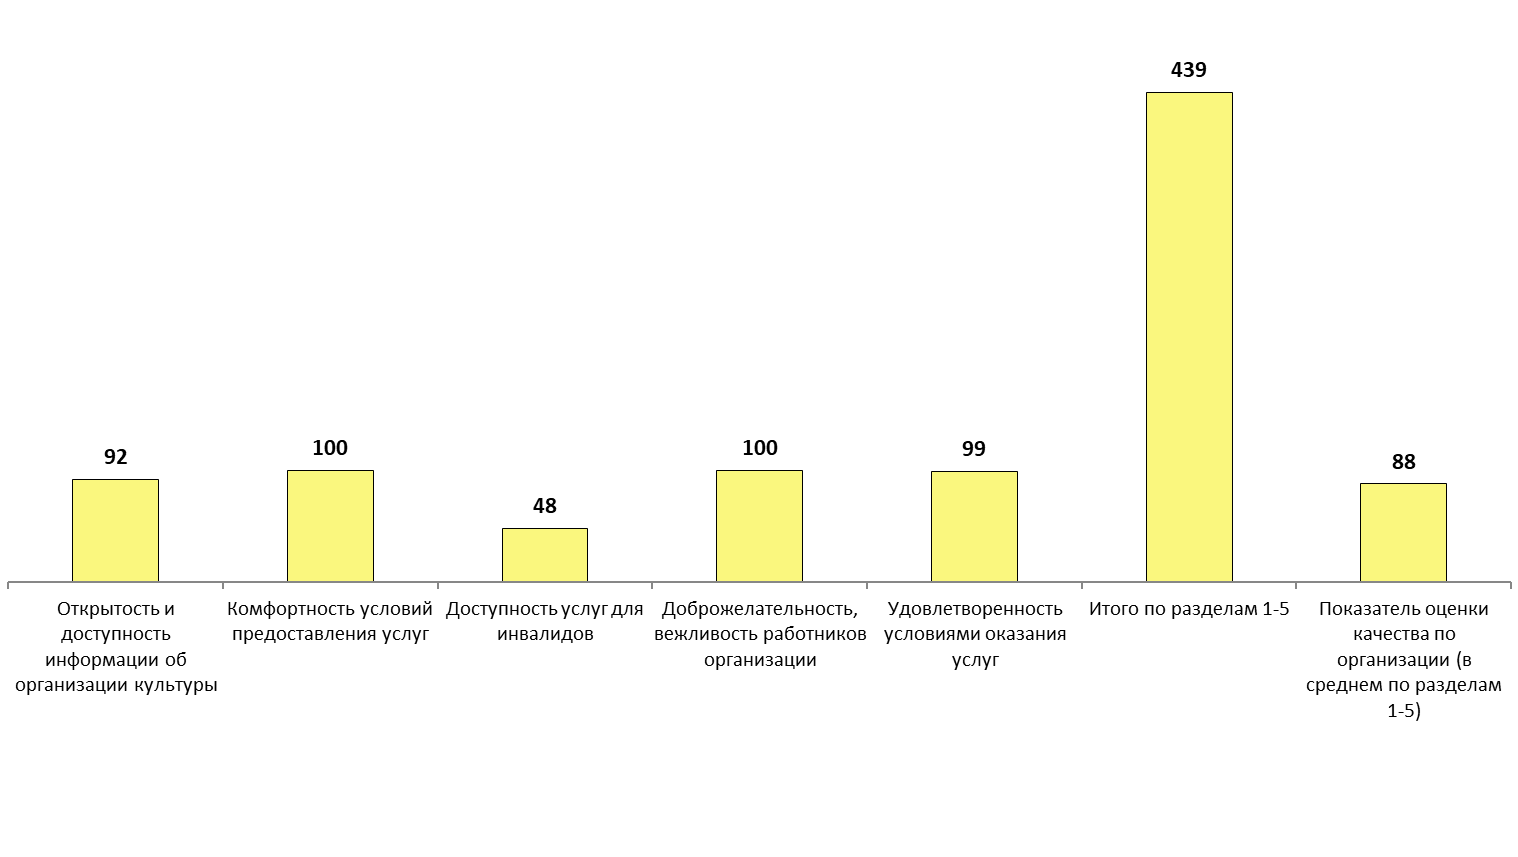 439
92
100
48
100
99
88
Открытость и
доступность
информации об
организации культуры
Комфортность условий
предоставления услуг
Доступность услуг для
инвалидов
Доброжелательность,
вежливость работников
организации
Удовлетворенность
условиями оказания
услуг
Итого по разделам 1-5
Показатель оценки
качества по
организации (в
среднем по разделам
1-5)